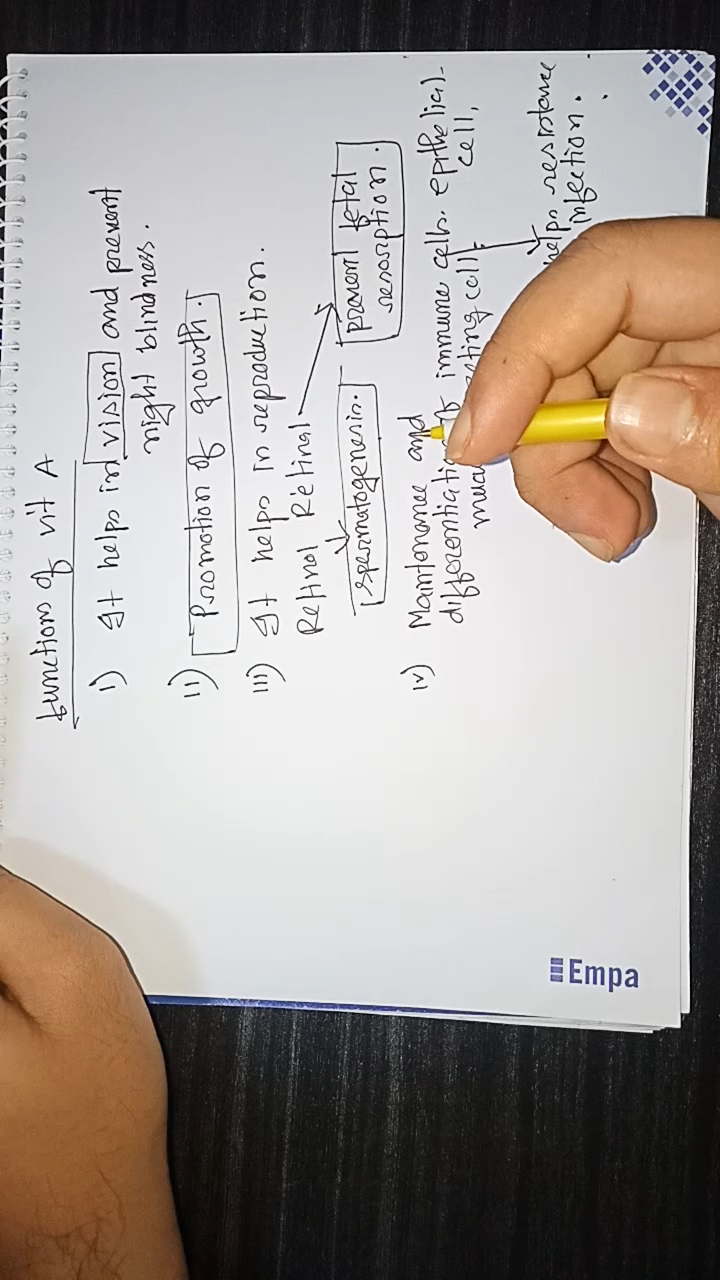 functions of vit A
i) It helps in vision and prevent
night blindness.
ii) Promotion of growth.
iii) It helps in reproduction.
Retinol Retinal
spermatogenesis. prevent fetal
resorption.
iv) Maintenance and
differentiation of immune cells. epithelial
cell,
cell.
helps resistance
infection.
Empa